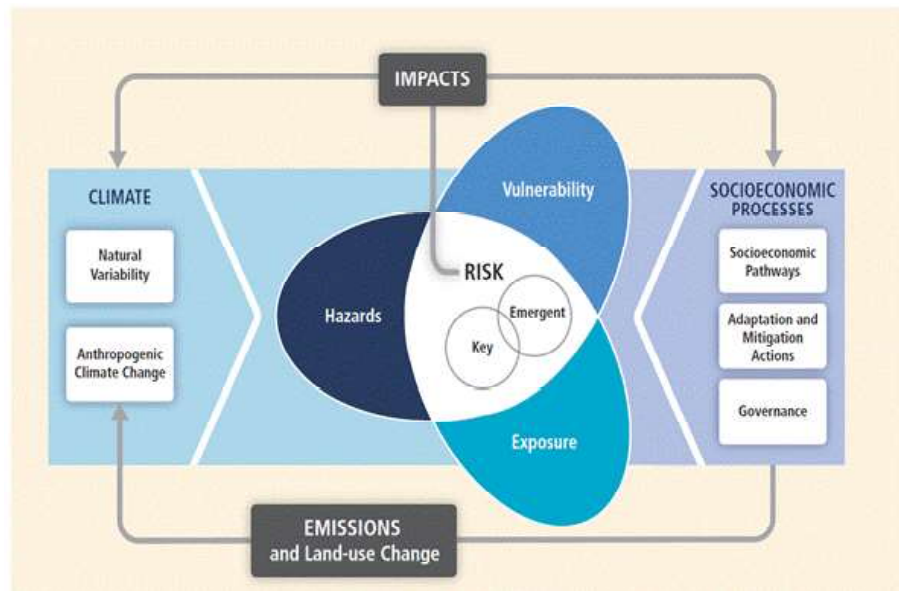 IMPACTS
CLIMATE
Natural
Variability
Anthropogenic
Climate Change
Vulnerability
Hazards
RISK
Emergent
Key
Exposure
SOCIOECONOMIC
PROCESSES
Socioeconomic
Pathways
Adaptation and
Mitigation
Actions
Governance
EMISSIONS
and Land-use Change